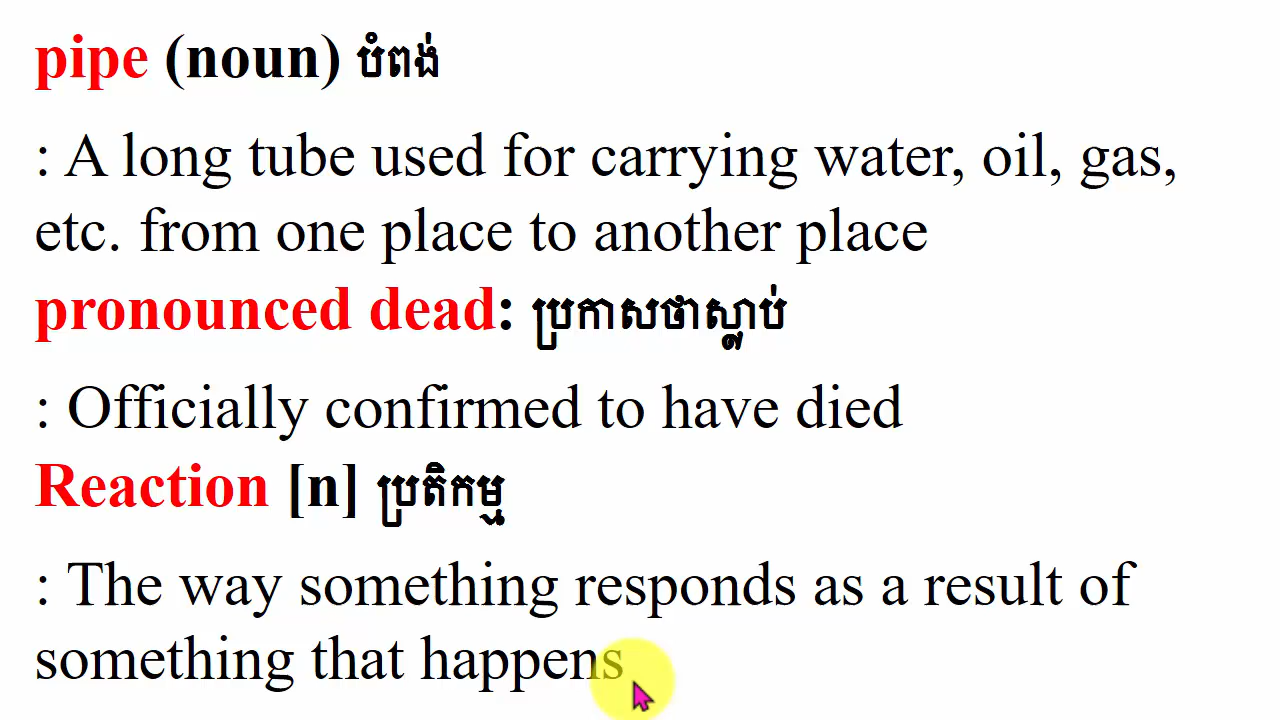 pipe (noun) បំពង់
: A long tube used for carrying water, oil, gas,
etc. from one place to another place
pronounced dead: ប្រកាសថាស្លាប់
: Officially confirmed to have died
Reaction [n] ប្រតិកម្ម
: The way something responds as a result of
something that happens